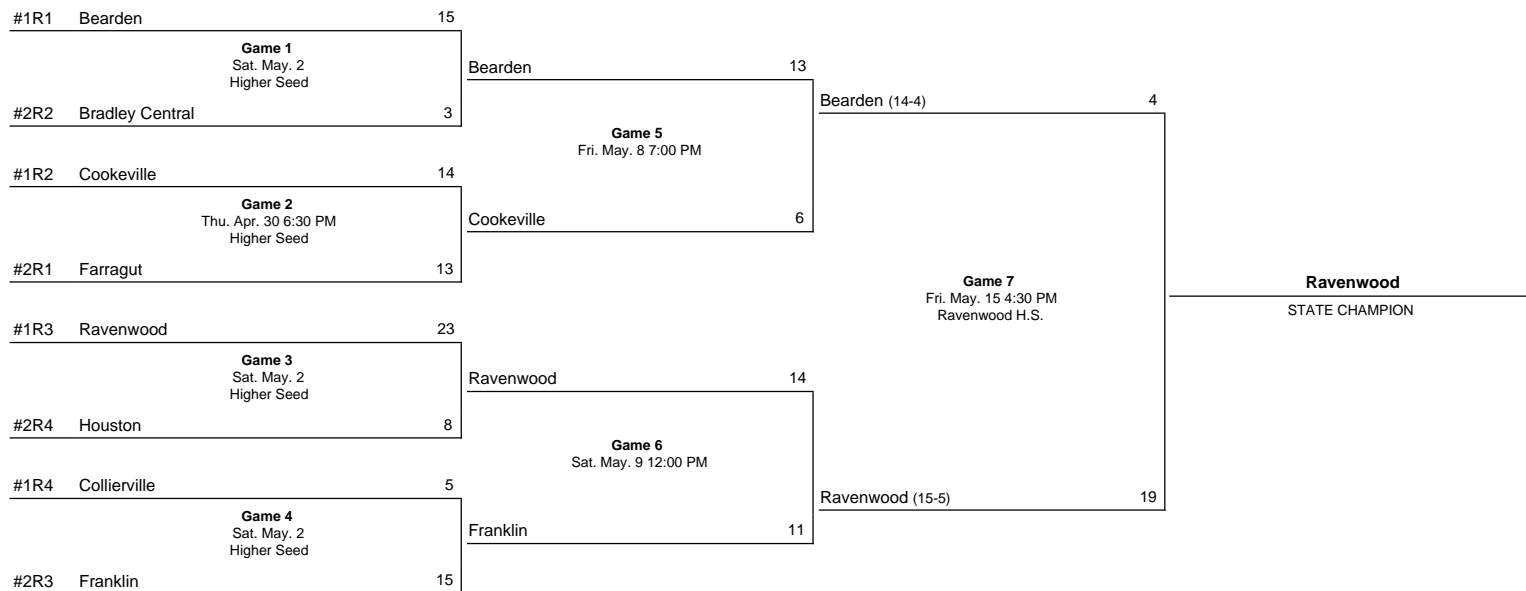 #1R1 Bearden 15
Game 1
Sat. May. 2
Higher Seed
#2R2 Bradley Central 3
#1R2 Cookeville 14
Game 2
Thu. Apr. 30 6:30 PM
Higher Seed
#2R1 Farragut 13
#1R3 Ravenwood 23
Game 3
Sat. May. 2
Higher Seed
#2R4 Houston 8
#1R4 Collierville 5
Game 4
Sat. May. 2
Higher Seed
#2R3 Franklin 15
Bearden 13
Game 5
Fri. May. 8 7:00 PM
Cookeville 6
Ravenwood 14
Game 6
Sat. May. 9 12:00 PM
Franklin 11
Bearden (14-4) 4
Game 7
Fri. May. 15 4:30 PM
Ravenwood H.S.
Ravenwood (15-5) 19
Ravenwood
STATE CHAMPION